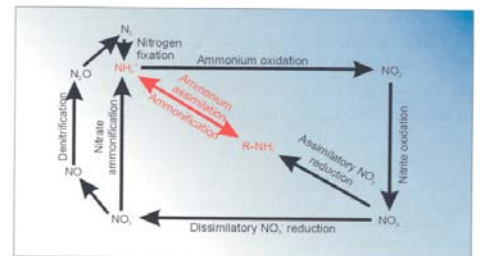 N₂
Nitrogen
fixation
NH₄⁺
Ammonium oxidation
NO₂⁻
N₂O
Ammonium
assimilation
Ammonification
Denitrification
Nitrate
ammonification
R-NH₂
Assimilatory NO₃
reduction
Nitrite oxidation
NO
NO₂⁻
Dissimilatory NO₃⁻ reduction
NO₃